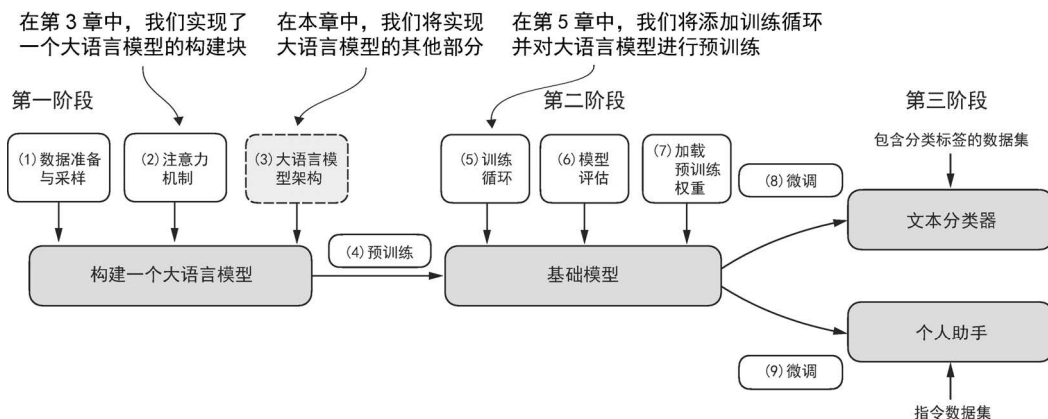 在第 3 章中，我们实现了
一个大语言模型的构建块
在本章中，我们将实现
大语言模型的其他部分
在第 5 章中，我们将添加训练循环
并对大语言模型进行预训练
第一阶段
第二阶段
第三阶段
(1) 数据准备
与采样
(2) 注意力
机制
(3) 大语言模
型架构
(5) 训练
循环
(6) 模型
评估
(7) 加载
预训练
权重
包含分类标签的数据集
(8) 微调
文本分类器
构建一个大语言模型
(4) 预训练
基础模型
个人助手
(9) 微调
指令数据集